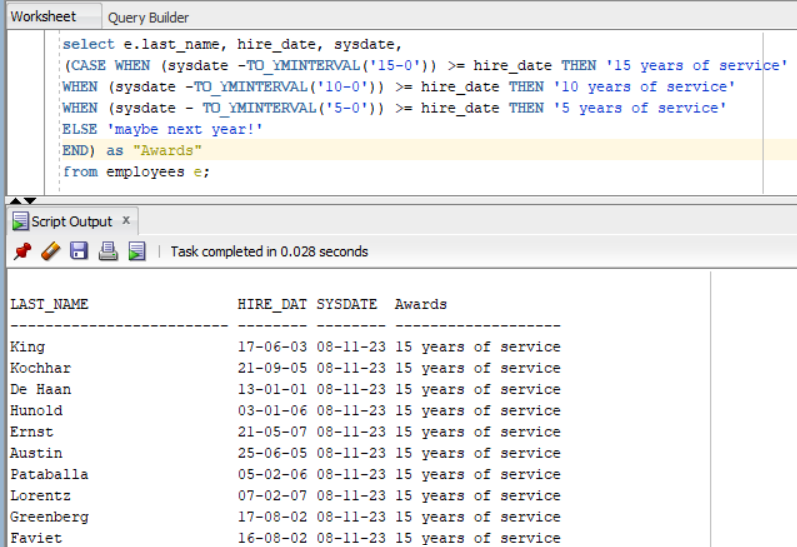 Worksheet Query Builder
select e.last_name, hire_date, sysdate,
(CASE WHEN (sysdate -TO_YMINTERVAL('15-0')) >= hire_date THEN '15 years of service'
WHEN (sysdate -TO_YMINTERVAL('10-0')) >= hire_date THEN '10 years of service'
WHEN (sysdate - TO_YMINTERVAL('5-0')) >= hire_date THEN '5 years of service'
ELSE 'maybe next year!'
END) as "Awards"
from employees e;
Script Output x
Task completed in 0.028 seconds
LAST_NAME HIRE_DAT SYSDATE Awards
------------------------- -------- -------- -------------------
King 17-06-03 08-11-23 15 years of service
Kochhar 21-09-05 08-11-23 15 years of service
De Haan 13-01-01 08-11-23 15 years of service
Hunold 03-01-06 08-11-23 15 years of service
Ernst 21-05-07 08-11-23 15 years of service
Austin 25-06-05 08-11-23 15 years of service
Pataballa 05-02-06 08-11-23 15 years of service
Lorentz 07-02-07 08-11-23 15 years of service
Greenberg 17-08-02 08-11-23 15 years of service
Faviet 16-08-02 08-11-23 15 years of service